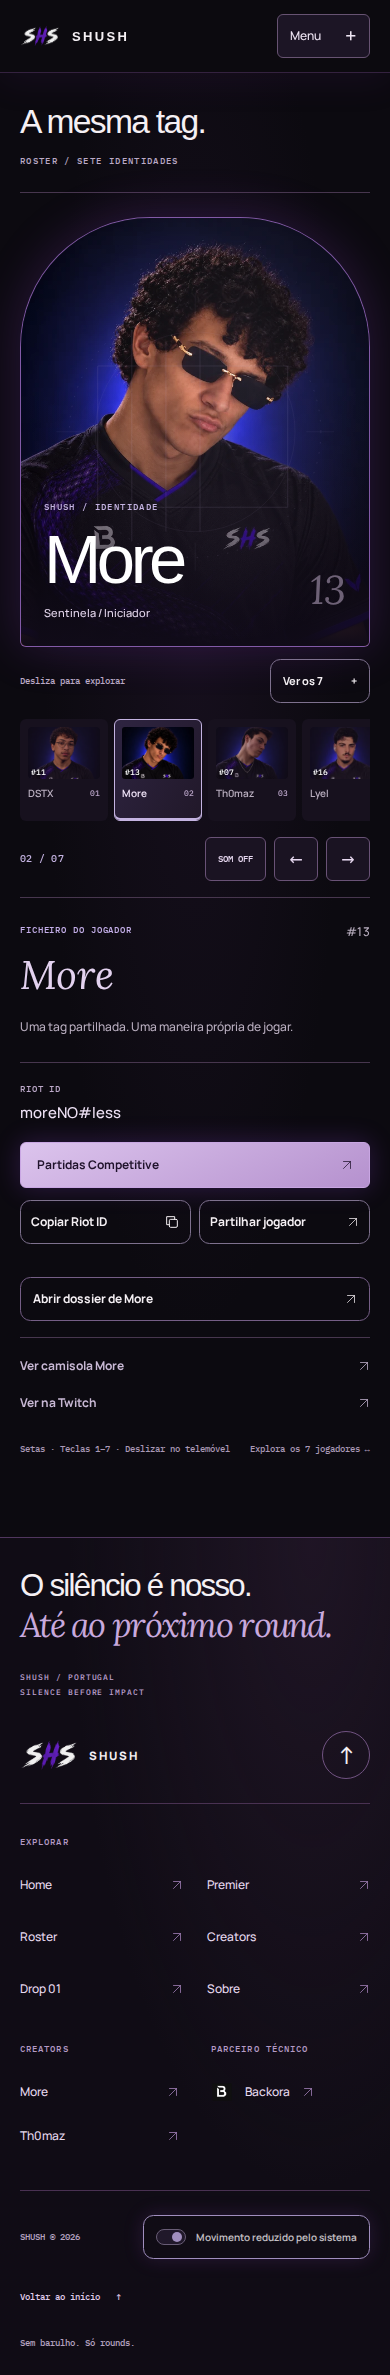 SHS SHUSH
Menu +
A mesma tag.
ROSTER / SETE IDENTIDADES
SHUSH / IDENTIDADE
B SHS
More
13
Sentinela / Iniciador
Desliza para explorar
Ver os 7 +
#11 #13 #07 #16
DSTX 01 More 02 Th0maz 03 Lyel
02 / 07
SOM OFF ← →
FICHEIRO DO JOGADOR
#13
More
Uma tag partilhada. Uma maneira própria de jogar.
RIOT ID
moreNO#less
Partidas Competitive
Copiar Riot ID
Partilhar jogador
Abrir dossier de More
Ver camisola More
Ver na Twitch
Setas · Teclas 1–7 · Deslizar no telemóvel
Explora os 7 jogadores …
O silêncio é nosso.
Até ao próximo round.
SHUSH / PORTUGAL
SILENCE BEFORE IMPACT
SHS SHUSH
↑
EXPLORAR
Home ↗ Premier ↗
Roster ↗ Creators ↗
Drop 01 ↗ Sobre ↗
CREATORS
PARCEIRO TÉCNICO
More ↗
B Backora ↗
Th0maz ↗
SHUSH © 2026
Movimento reduzido pelo sistema
Voltar ao início ↑
Sem barulho. Só rounds.